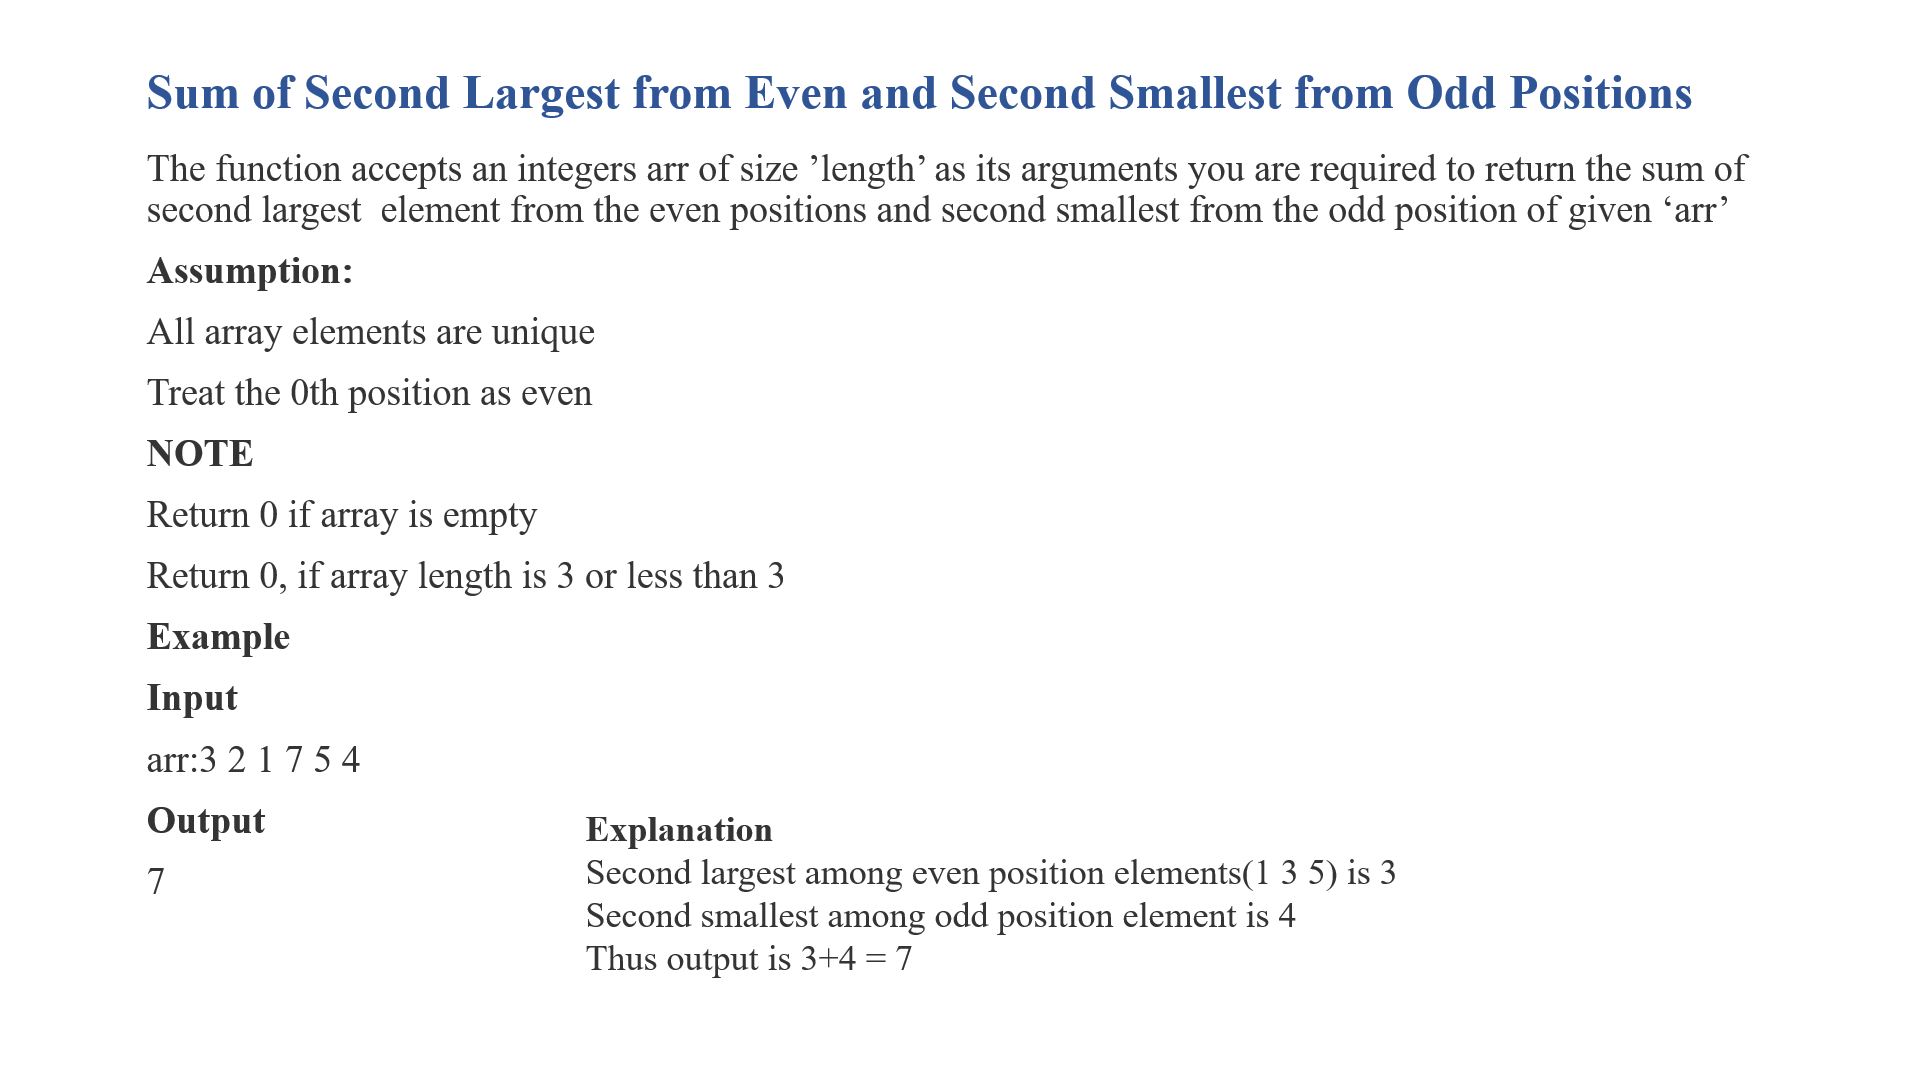 Sum of Second Largest from Even and Second Smallest from Odd Positions
The function accepts an integers arr of size ’length’ as its arguments you are required to return the sum of
second largest  element from the even positions and second smallest from the odd position of given ‘arr’
Assumption:
All array elements are unique
Treat the 0th position as even
NOTE
Return 0 if array is empty
Return 0, if array length is 3 or less than 3
Example
Input
arr:3 2 1 7 5 4
Output
7
Explanation
Second largest among even position elements(1 3 5) is 3
Second smallest among odd position element is 4
Thus output is 3+4 = 7